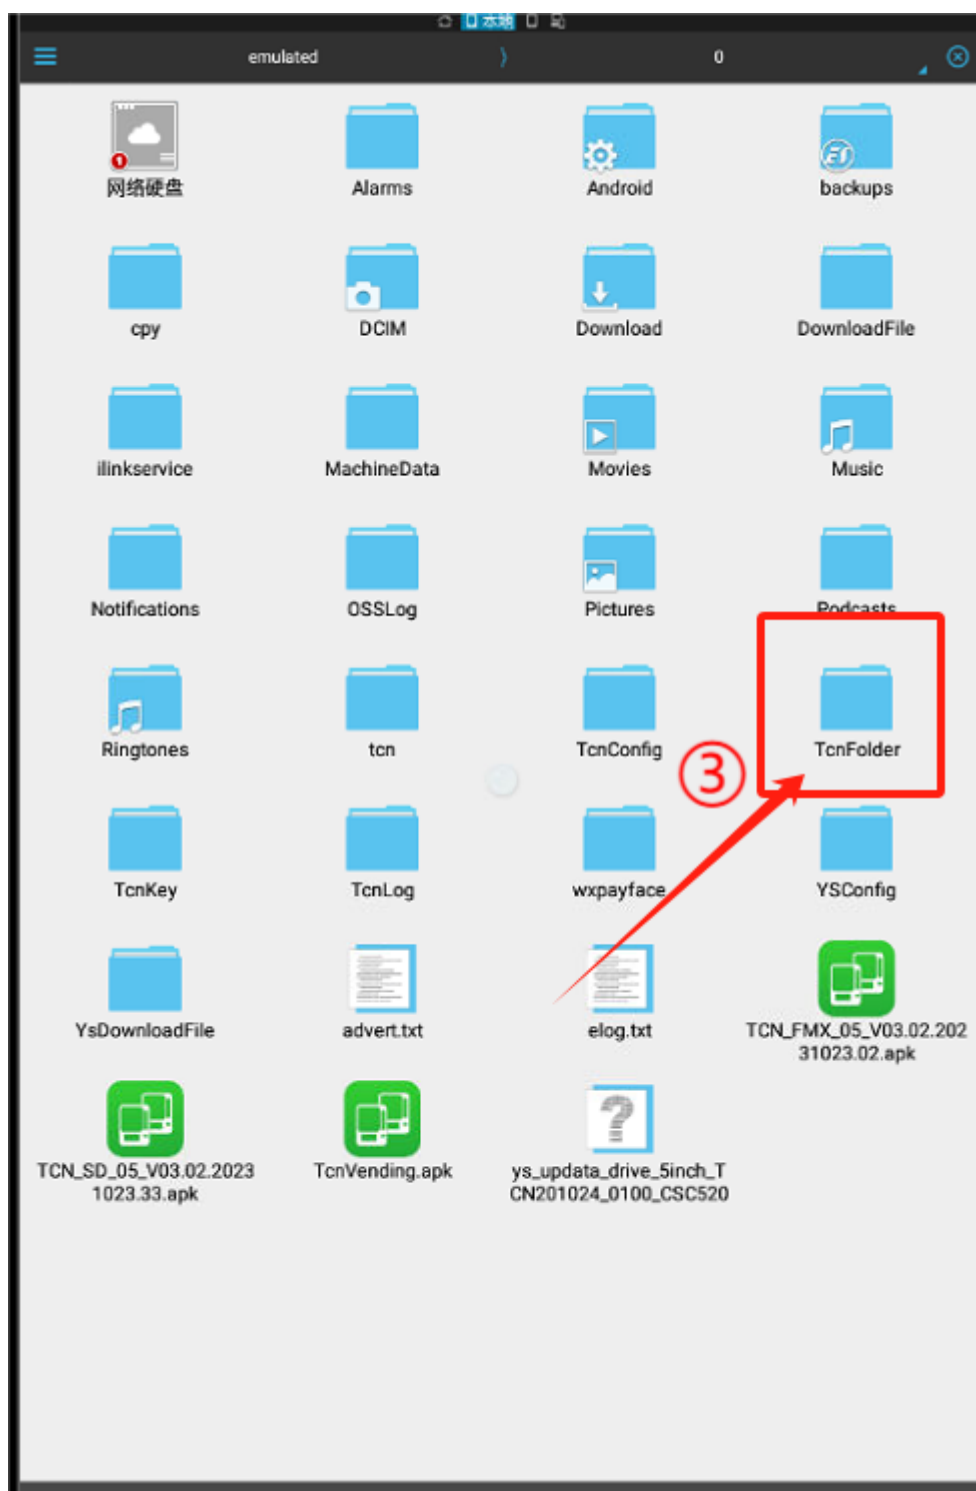 本地
emulated
0
网络硬盘
Alarms
Android
backups
cpy
DCIM
Download
DownloadFile
ilinkservice
MachineData
Movies
Music
Notifications
OSSLog
Pictures
Podcasts
Ringtones
tcn
TcnConfig
③
TcnFolder
TcnKey
TcnLog
wxpayface
YSConfig
YsDownloadFile
advert.txt
elog.txt
TCN_FMX_05_V03.02.202
31023.02.apk
TCN_SD_05_V03.02.2023
1023.33.apk
TcnVending.apk
ys_updata_drive_5inch_T
CN201024_0100_CSC520